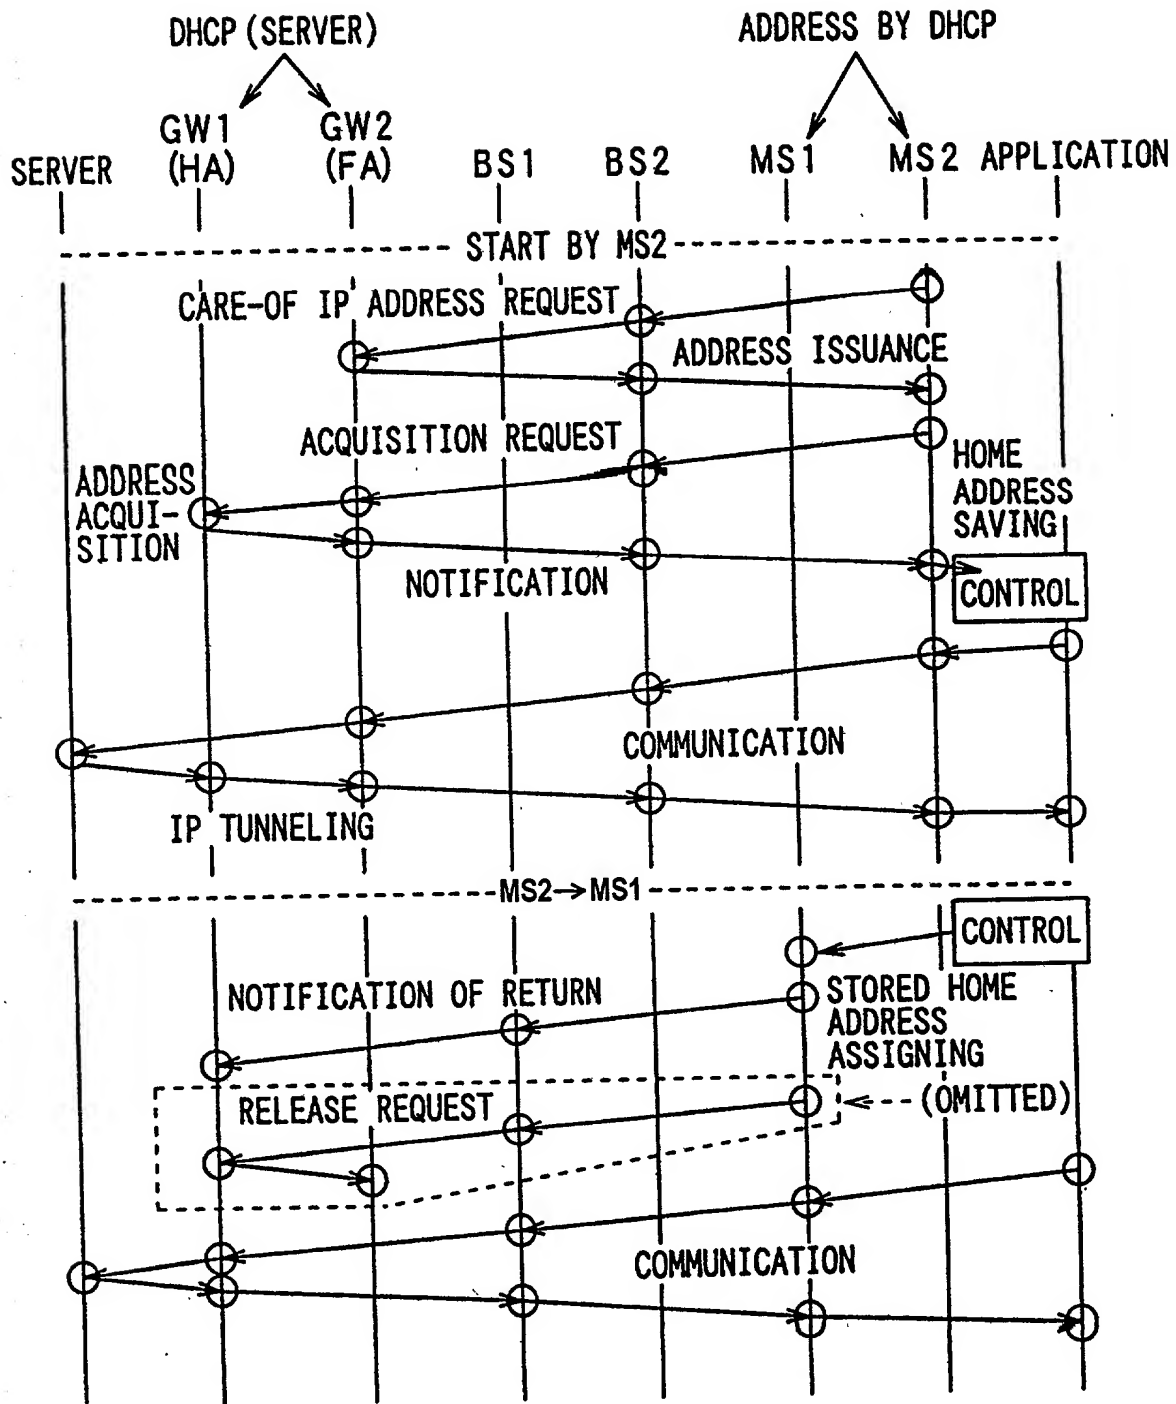 DHCP (SERVER)
ADDRESS BY DHCP
GW1
(HA)
GW2
(FA)
SERVER
BS1
BS2
MS1
MS2
APPLICATION
START BY MS2
CARE-OF IP ADDRESS REQUEST
ADDRESS ISSUANCE
ACQUISITION REQUEST
ADDRESS
ACQUI-
SITION
HOME
ADDRESS
SAVING
NOTIFICATION
CONTROL
COMMUNICATION
IP TUNNELING
MS2→MS1
CONTROL
NOTIFICATION OF RETURN
STORED HOME
ADDRESS
ASSIGNING
RELEASE REQUEST
(OMITTED)
COMMUNICATION